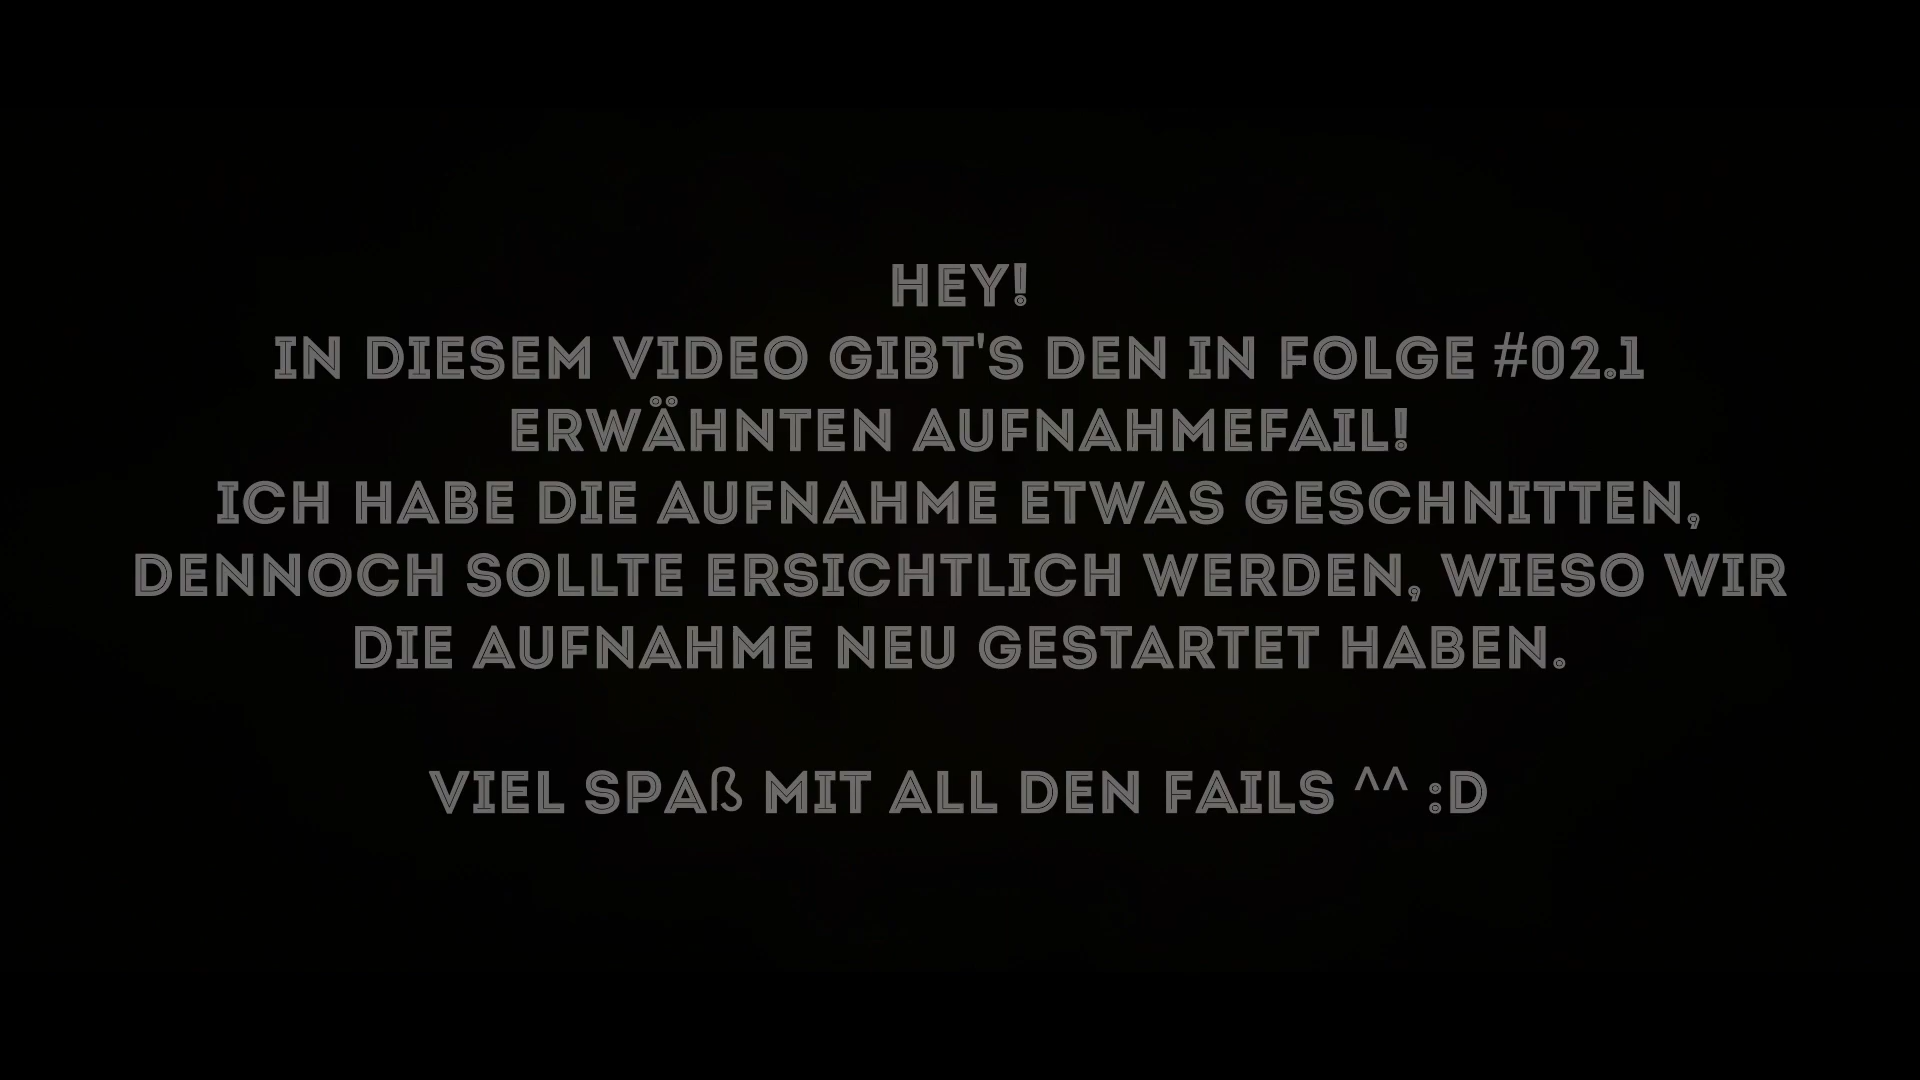 HEY!
IN DIESEM VIDEO GIBT'S DEN IN FOLGE #02.1
ERWÄHNTEN AUFNAHMEFAIL!
ICH HABE DIE AUFNAHME ETWAS GESCHNITTEN,
DENNOCH SOLLTE ERSICHTLICH WERDEN, WIESO WIR
DIE AUFNAHME NEU GESTARTET HABEN.
VIEL SPAß MIT ALL DEN FAILS ^^ :D